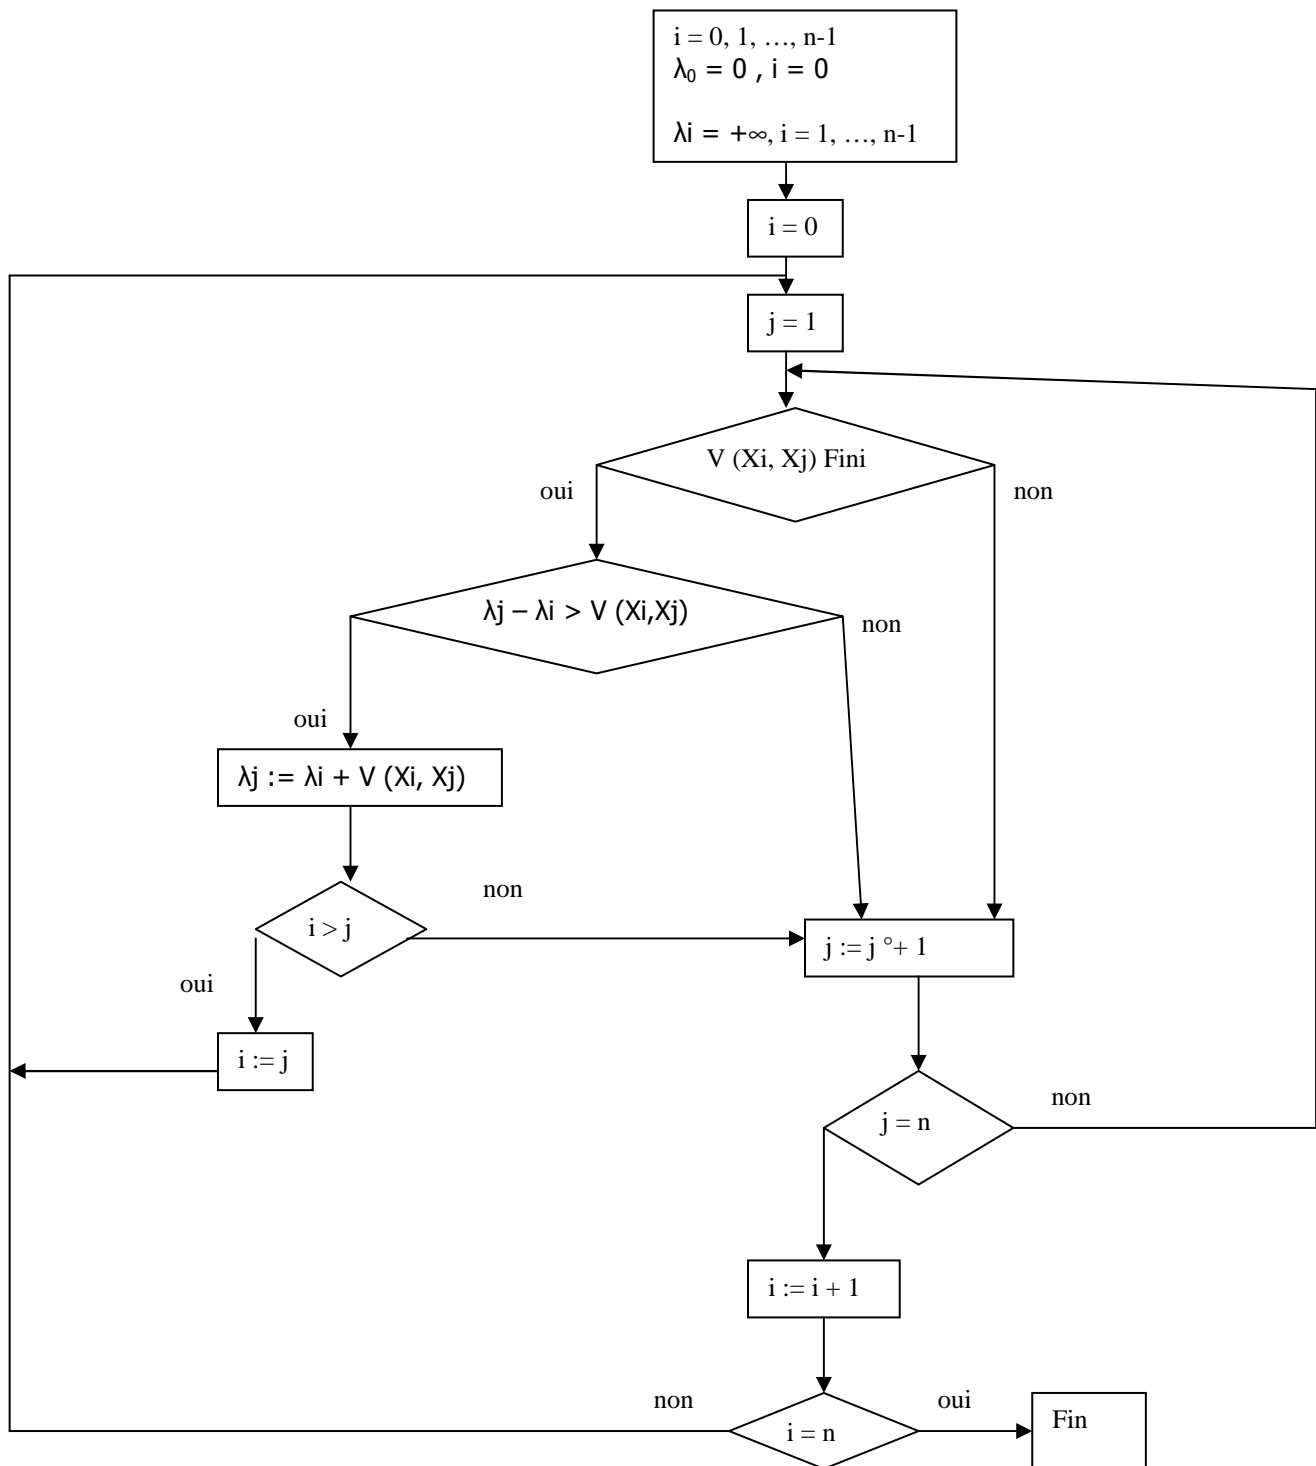 i = 0, 1, …, n-1
λ₀ = 0 , i = 0
λi = +∞, i = 1, …, n-1
i = 0
j = 1
V (Xi, Xj) Fini
oui
non
λj – λi > V (Xi,Xj)
non
oui
λj := λi + V (Xi, Xj)
non
i > j
j := j °+ 1
oui
i := j
non
j = n
i := i + 1
non
oui
Fin
i = n